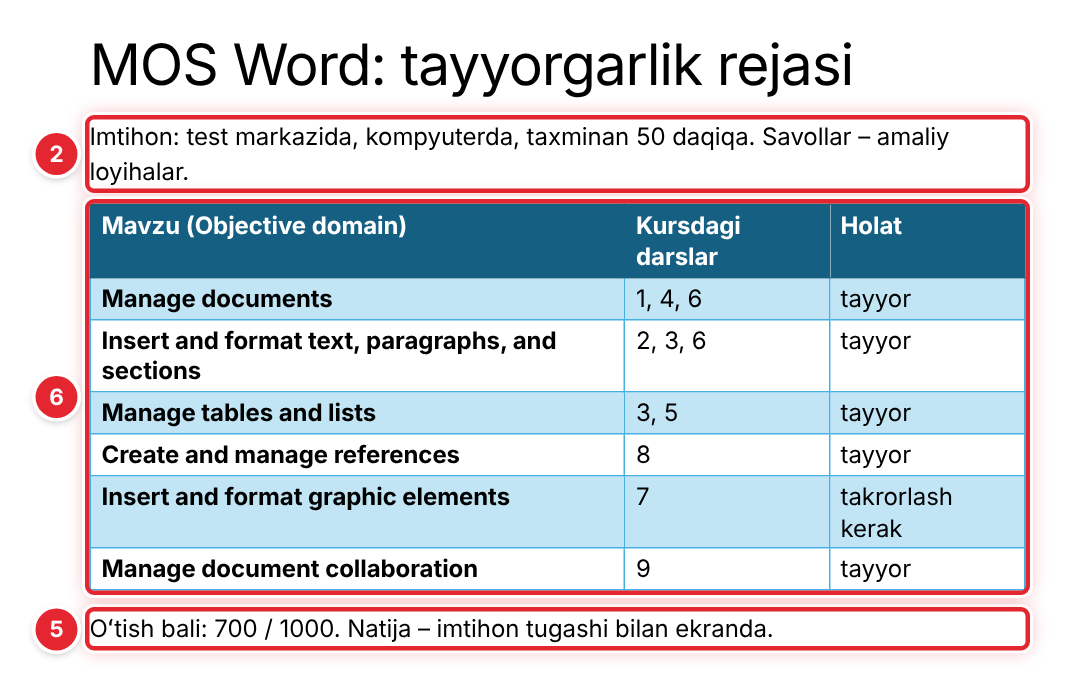 MOS Word: tayyorgarlik rejasi
2
Imtihon: test markazida, kompyuterda, taxminan 50 daqiqa. Savollar – amaliy
loyihalar.
Mavzu (Objective domain) Kursdagi darslar Holat
Manage documents 1, 4, 6 tayyor
Insert and format text, paragraphs, and sections 2, 3, 6 tayyor
6
Manage tables and lists 3, 5 tayyor
Create and manage references 8 tayyor
Insert and format graphic elements 7 takrorlash kerak
Manage document collaboration 9 tayyor
5
Oʻtish bali: 700 / 1000. Natija – imtihon tugashi bilan ekranda.